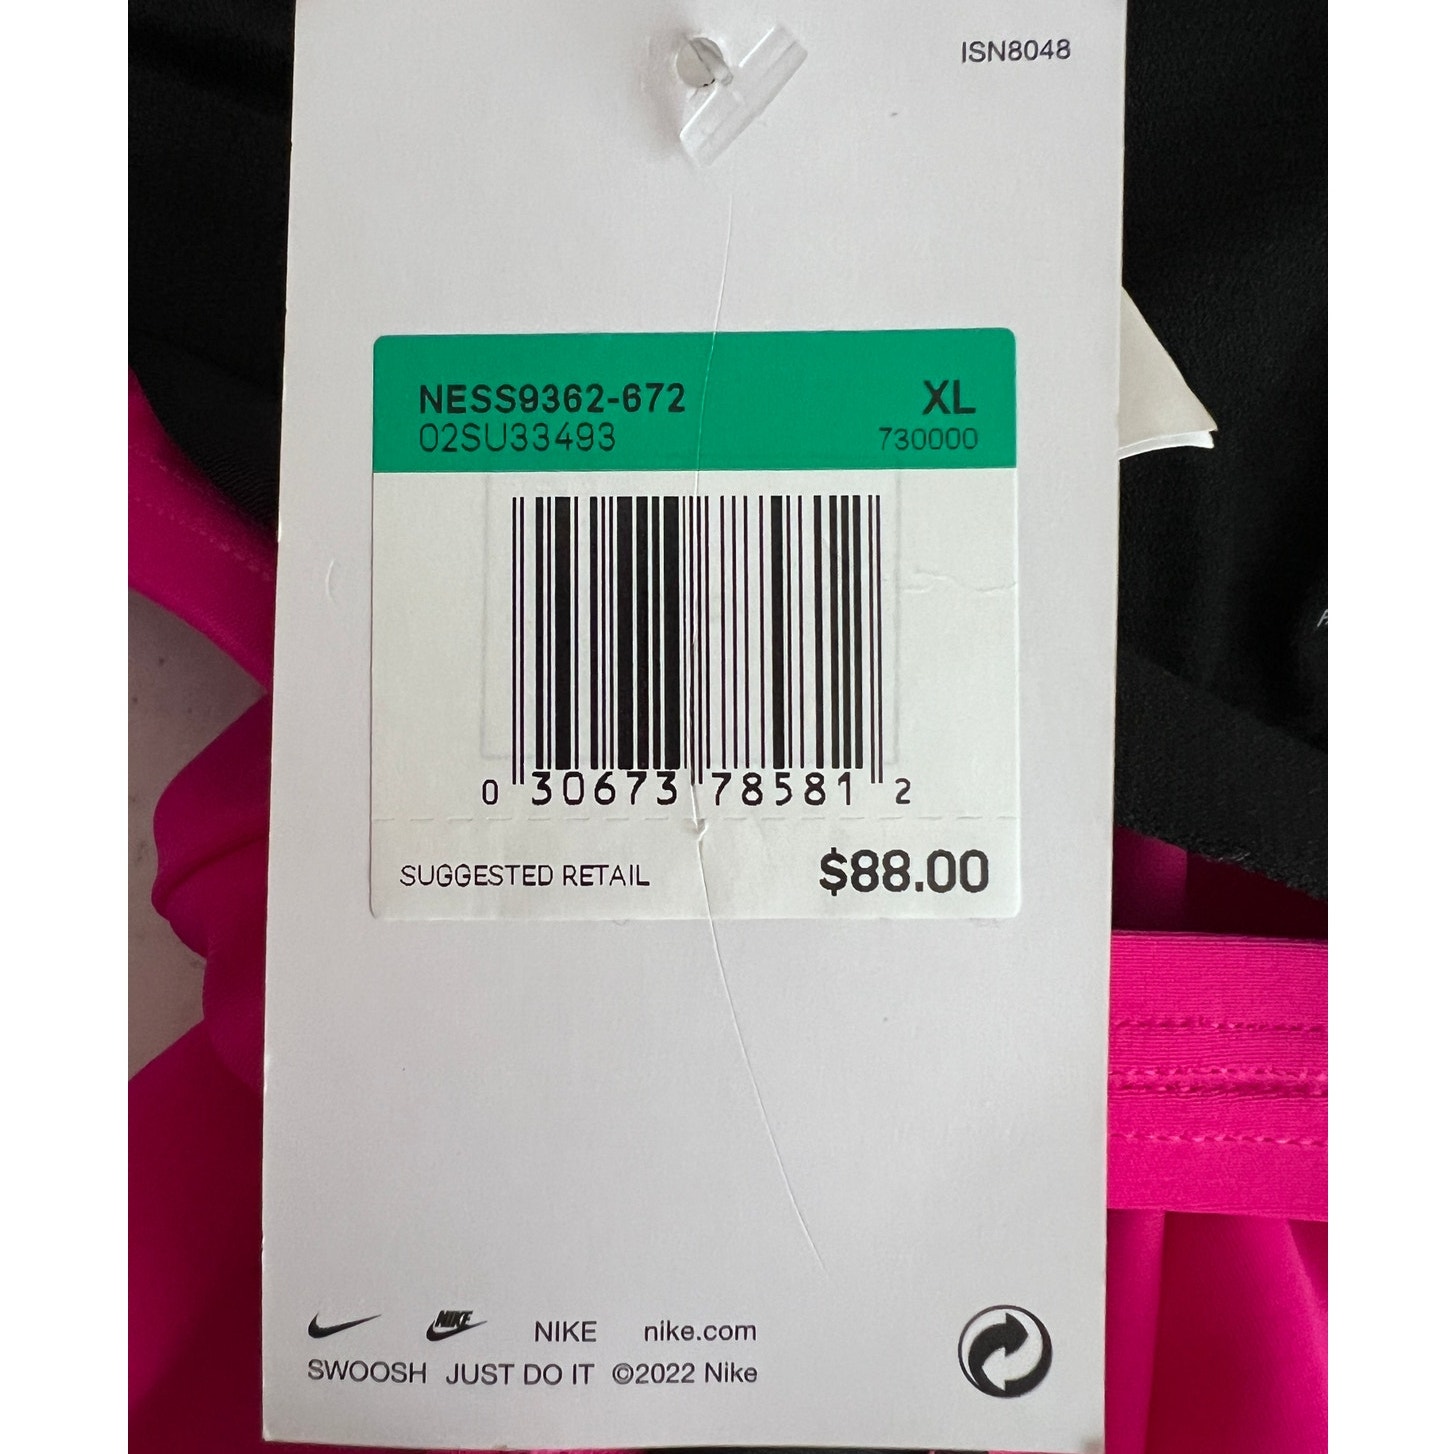 ISN8048
NESS9362-672 XL
02SU33493 730000
0 30673 78581 2
SUGGESTED RETAIL $88.00
NIKE NIKE nike.com
SWOOSH JUST DO IT ©2022 Nike